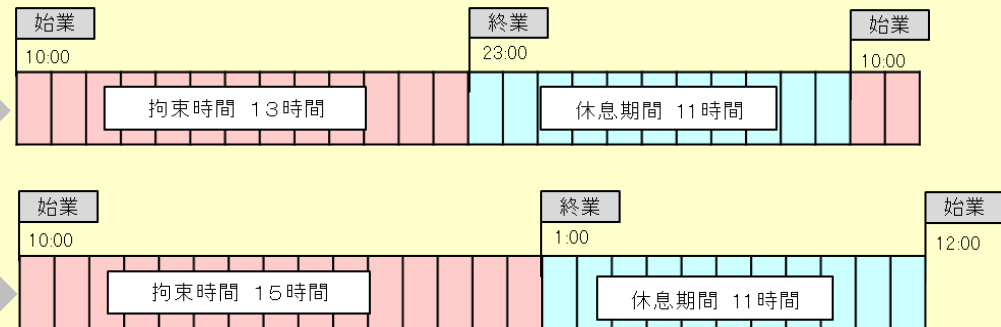 始業
終業
始業
10:00
23:00
10:00
拘束時間 13時間
休息期間 11時間
始業
終業
始業
10:00
1:00
12:00
拘束時間 15時間
休息期間 11時間